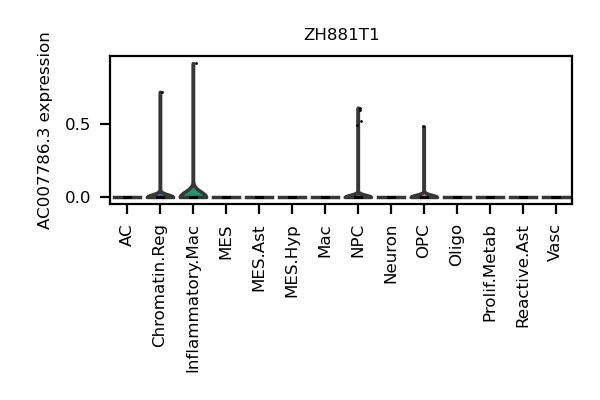 ZH881T1
AC007786.3 expression
0.5
0.0
AC
Chromatin.Reg
Inflammatory.Mac
MES
MES.Ast
MES.Hyp
Mac
NPC
Neuron
OPC
Oligo
Prolif.Metab
Reactive.Ast
Vasc